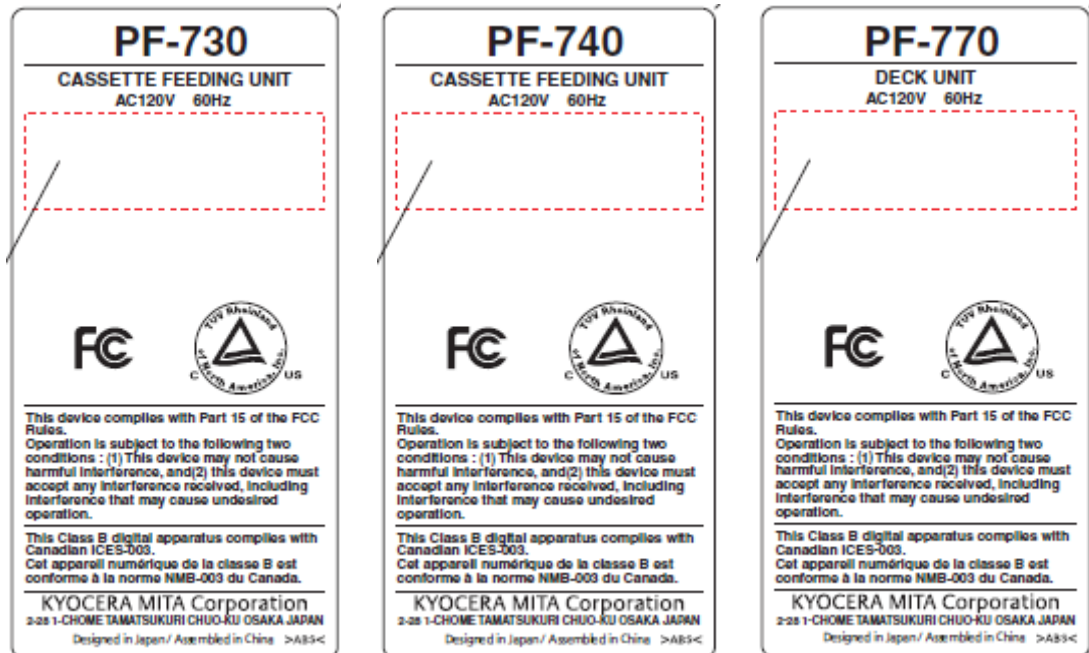 PF-730
CASSETTE FEEDING UNIT
AC120V 60Hz
FC
TUV Rheinland
of North America, Inc.
C US
This device complies with Part 15 of the FCC
Rules.
Operation is subject to the following two
conditions : (1) This device may not cause
harmful interference, and(2) this device must
accept any interference received, including
interference that may cause undesired
operation.
This Class B digital apparatus complies with
Canadian ICES-003.
Cet appareil numérique de la classe B est
conforme à la norme NMB-003 du Canada.
KYOCERA MITA Corporation
2-28 1-CHOME TAMATSUKURI CHUO-KU OSAKA JAPAN
Designed in Japan / Assembled in China >ABS<
PF-740
CASSETTE FEEDING UNIT
AC120V 60Hz
FC
TUV Rheinland
of North America, Inc.
C US
This device complies with Part 15 of the FCC
Rules.
Operation is subject to the following two
conditions : (1) This device may not cause
harmful interference, and(2) this device must
accept any interference received, including
interference that may cause undesired
operation.
This Class B digital apparatus complies with
Canadian ICES-003.
Cet appareil numérique de la classe B est
conforme à la norme NMB-003 du Canada.
KYOCERA MITA Corporation
2-28 1-CHOME TAMATSUKURI CHUO-KU OSAKA JAPAN
Designed in Japan / Assembled in China >ABS<
PF-770
DECK UNIT
AC120V 60Hz
FC
TUV Rheinland
of North America, Inc.
C US
This device complies with Part 15 of the FCC
Rules.
Operation is subject to the following two
conditions : (1) This device may not cause
harmful interference, and(2) this device must
accept any interference received, including
interference that may cause undesired
operation.
This Class B digital apparatus complies with
Canadian ICES-003.
Cet appareil numérique de la classe B est
conforme à la norme NMB-003 du Canada.
KYOCERA MITA Corporation
2-28 1-CHOME TAMATSUKURI CHUO-KU OSAKA JAPAN
Designed in Japan / Assembled in China >ABS<